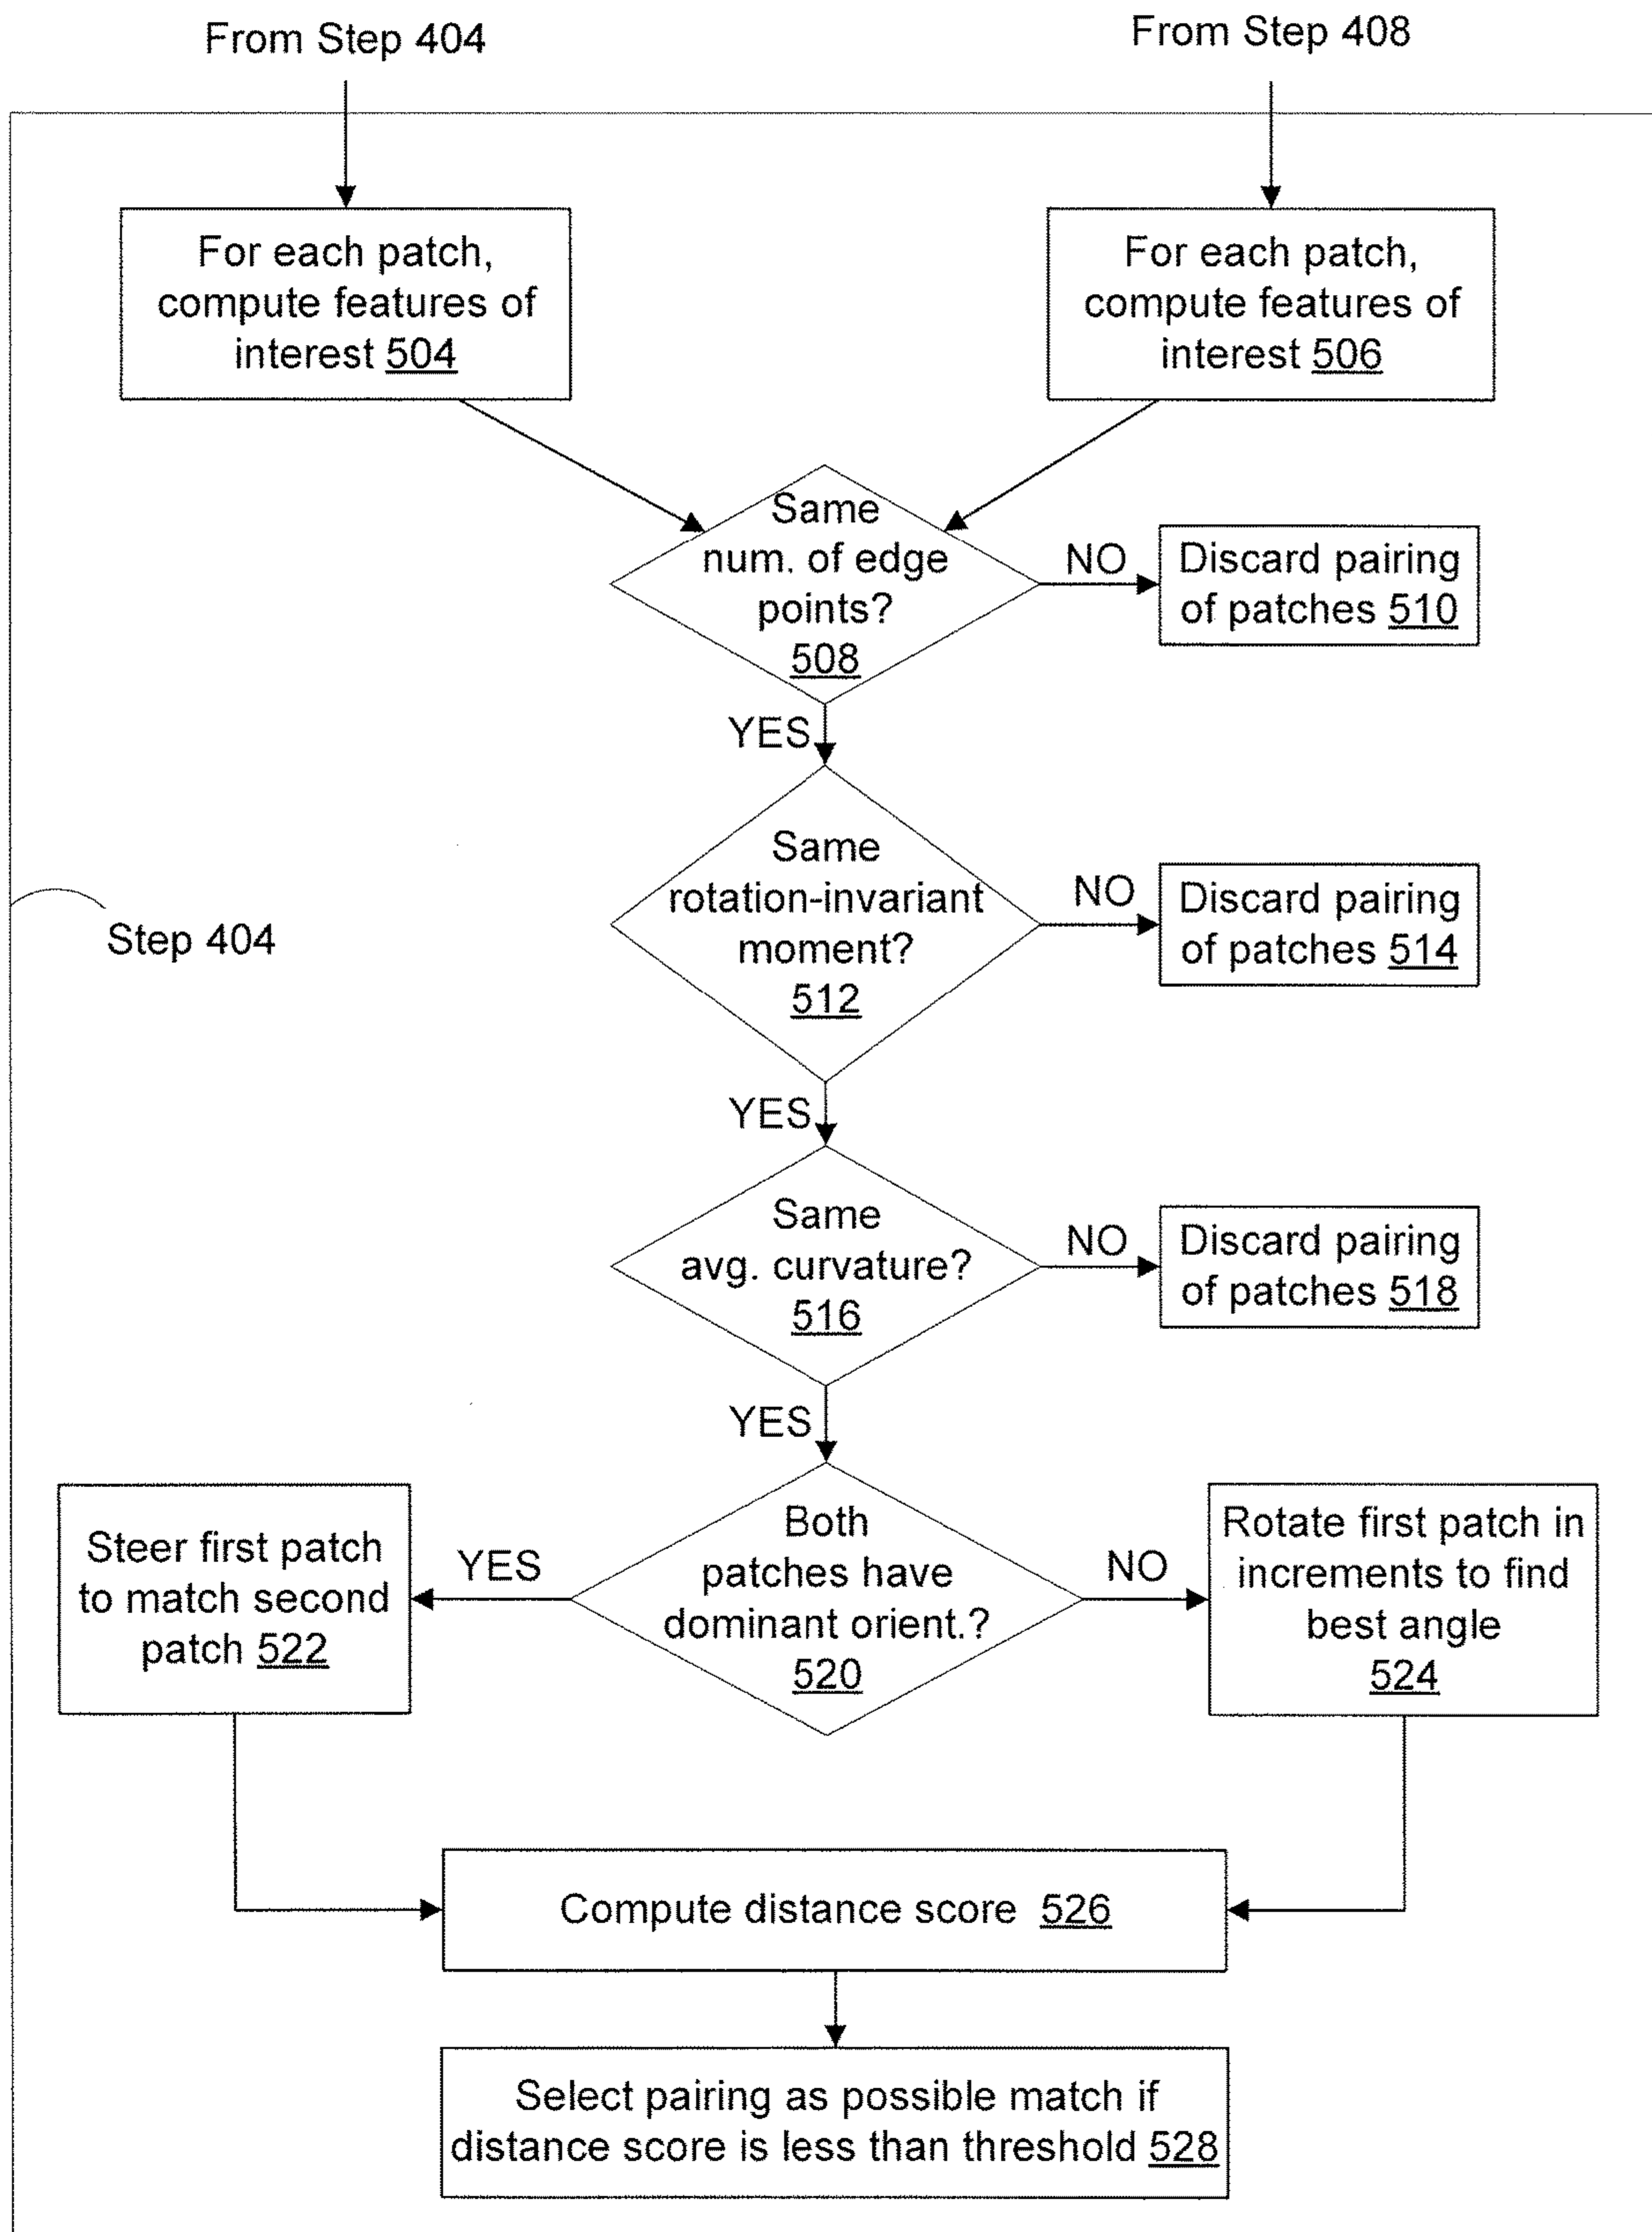 From Step 404
From Step 408
For each patch,
compute features of
interest 504
For each patch,
compute features of
interest 506
Same
num. of edge
points?
508
NO
Discard pairing
of patches 510
YES
Same
rotation-invariant
moment?
512
NO
Discard pairing
of patches 514
Step 404
YES
Same
avg. curvature?
516
NO
Discard pairing
of patches 518
YES
Both
patches have
dominant orient.?
520
YES
Steer first patch
to match second
patch 522
NO
Rotate first patch in
increments to find
best angle
524
Compute distance score 526
Select pairing as possible match if
distance score is less than threshold 528